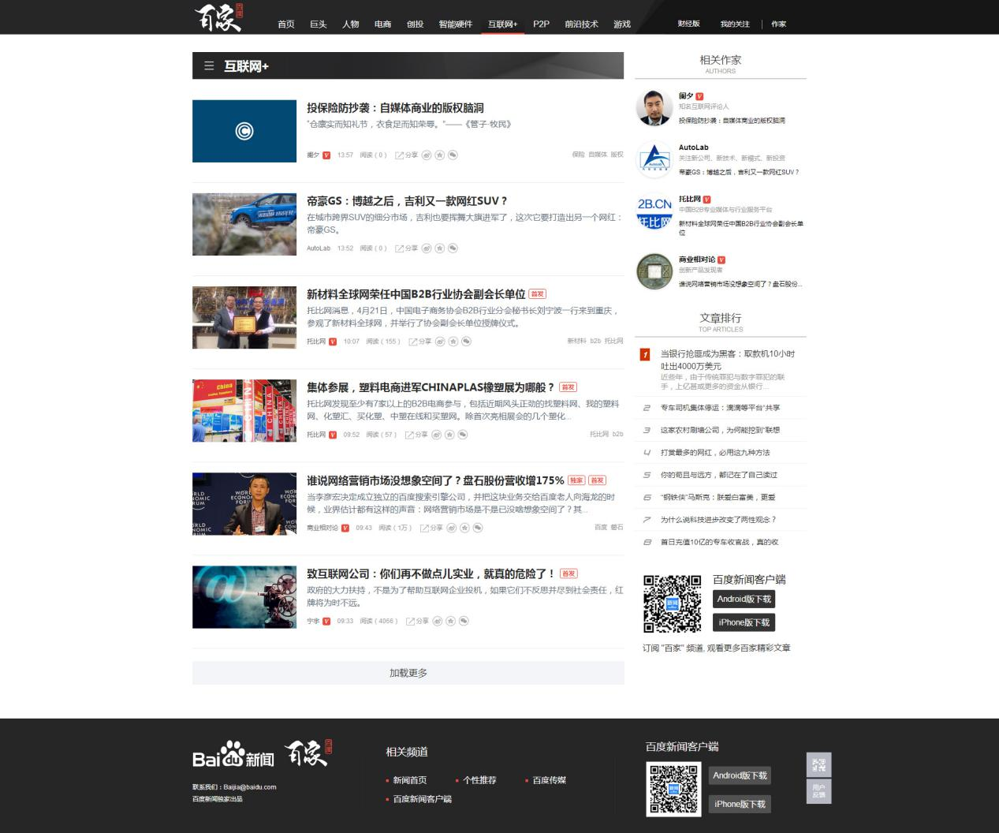 百家
百度
首页
巨头
人物
电商
创投
智能硬件
互联网+
P2P
前沿技术
游戏
财经版
我的关注
作家
互联网+
投保险防抄袭：自媒体商业的版权脑洞
"仓廪实而知礼节，衣食足而知荣辱。"——《管子·牧民》
阑夕 V 13:57 阅读（0） 分享
保险 自媒体 版权
帝豪GS：博越之后，吉利又一款网红SUV？
在城市跨界SUV的细分市场，吉利也要挥舞大旗进军了，这次它要打造出另一个网红：
帝豪GS。
AutoLab 13:52 阅读（0） 分享
新材料全球网荣任中国B2B行业协会副会长单位 首发
托比网消息，4月21日，中国电子商务协会B2B行业分会秘书长刘宁波一行来到重庆，
参观了新材料全球网，并举行了协会副会长单位授牌仪式。
托比网 V 10:07 阅读（155） 分享
新材料 b2b 托比网
集体参展，塑料电商进军CHINAPLAS橡塑展为哪般？ 首发
托比网发现至少有7家以上的B2B电商参与，包括近期风头正劲的找塑料网、我的塑料
网、化塑汇、买化塑、中塑在线和买塑网。除首次亮相展会的几个塑化...
托比网 V 09:52 阅读（57） 分享
托比网 b2b
谁说网络营销市场没想象空间了？盘石股份营收增175% 独家 首发
当李彦宏决定成立独立的百度搜索引擎公司，并把这块业务交给百度老人向海龙的时
候，业界估计都有这样的声音：网络营销市场是不是已没啥想象空间了？其...
商业相对论 V 09:43 阅读（1万） 分享
百度 磐石
致互联网公司：你们再不做点儿实业，就真的危险了！ 首发
政府的大力扶持，不是为了帮助互联网企业投机，如果它们不反思并尽到社会责任，红
牌将为时不远。
宁宇 V 09:33 阅读（4066） 分享
加载更多
相关作家
AUTHORS
阑夕 V
知名互联网评论人
投保险防抄袭：自媒体商业的版权脑洞
AutoLab
关注新公司、新技术、新模式、新投资
帝豪GS：博越之后，吉利又一款网红SUV？
2B.CN
托比网
托比网 V
中国B2B专业媒体与行业服务平台
新材料全球网荣任中国B2B行业协会副会长单
位
商业相对论 V
创新产品发现者
谁说网络营销市场没想象空间了？盘石股份...
文章排行
TOP ARTICLES
1 当银行抢匪成为黑客：取款机10小时
吐出4000万美元
近些年，由于传统罪犯与数字罪犯的联
手，上亿甚或更多的资金从银行...
2 专车司机集体停运：滴滴等平台"共享
3 这家农村刷墙公司，为何能挖到"联想
4 打赏最多的网红，必用这九种方法
5 你的苟且与远方，都记在了自己读过
6 "钢铁侠"马斯克：朕爱白富美，更爱
7 为什么说科技进步改变了两性观念？
8 首日充值10亿的专车收官战，真的收
新闻
百度新闻客户端
Android版下载
iPhone版下载
订阅 "百家" 频道, 观看更多百家精彩文章
Baidu新闻 百家 百度
联系我们：Baijia@baidu.com
百度新闻独家出品
相关频道
新闻首页
个性推荐
百度传媒
百度新闻客户端
百度新闻客户端
新闻
Android版下载
iPhone版下载
用户
反馈